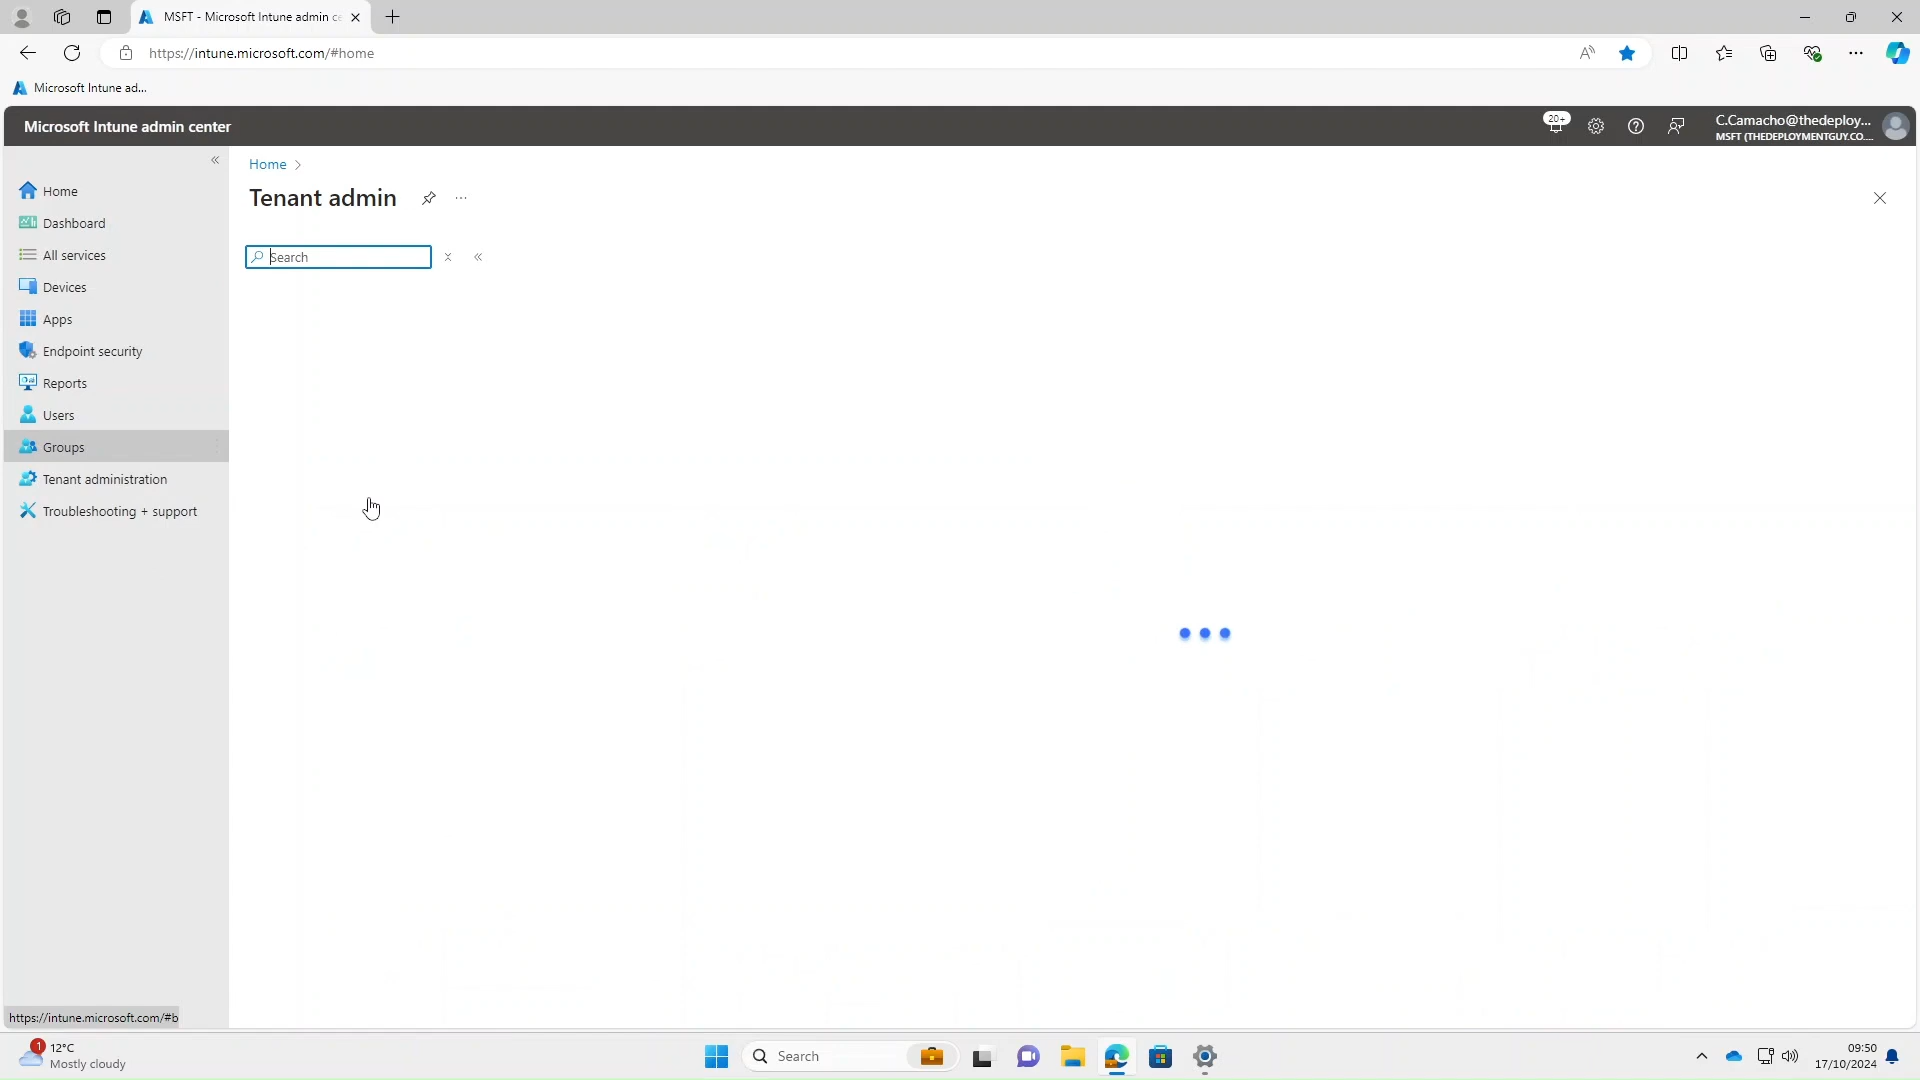 MSFT - Microsoft Intune admin ce
https://intune.microsoft.com/#home
Microsoft Intune ad...
Microsoft Intune admin center
20+
C.Camacho@thedeploy...
MSFT (THEDEPLOYMENTGUY.CO....
Home
Tenant admin
Search
Home
Dashboard
All services
Devices
Apps
Endpoint security
Reports
Users
Groups
Tenant administration
Troubleshooting + support
https://intune.microsoft.com/#b
1
12°C
Mostly cloudy
Search
09:50
17/10/2024